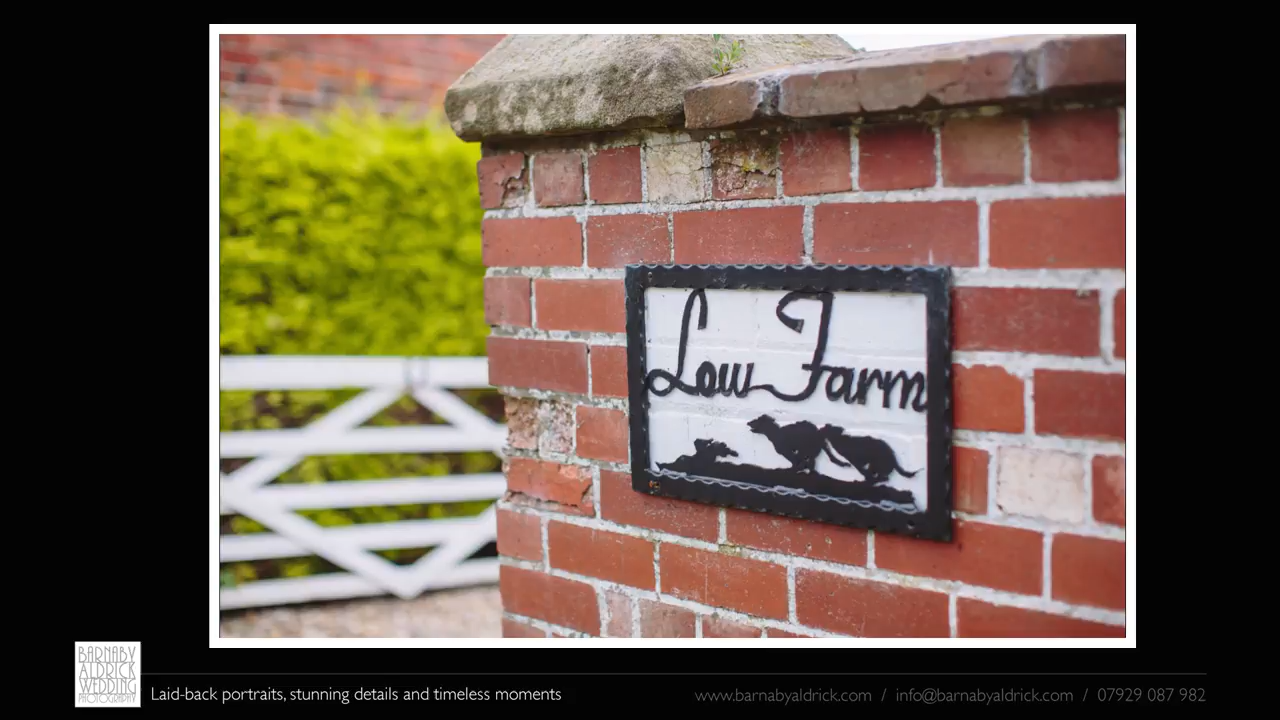 Low Farm
BARNABY
ALDRICK
WEDDING
PHOTOGRAPHY
Laid-back portraits, stunning details and timeless moments
www.barnabyaldrick.com / info@barnabyaldrick.com / 07929 087 982